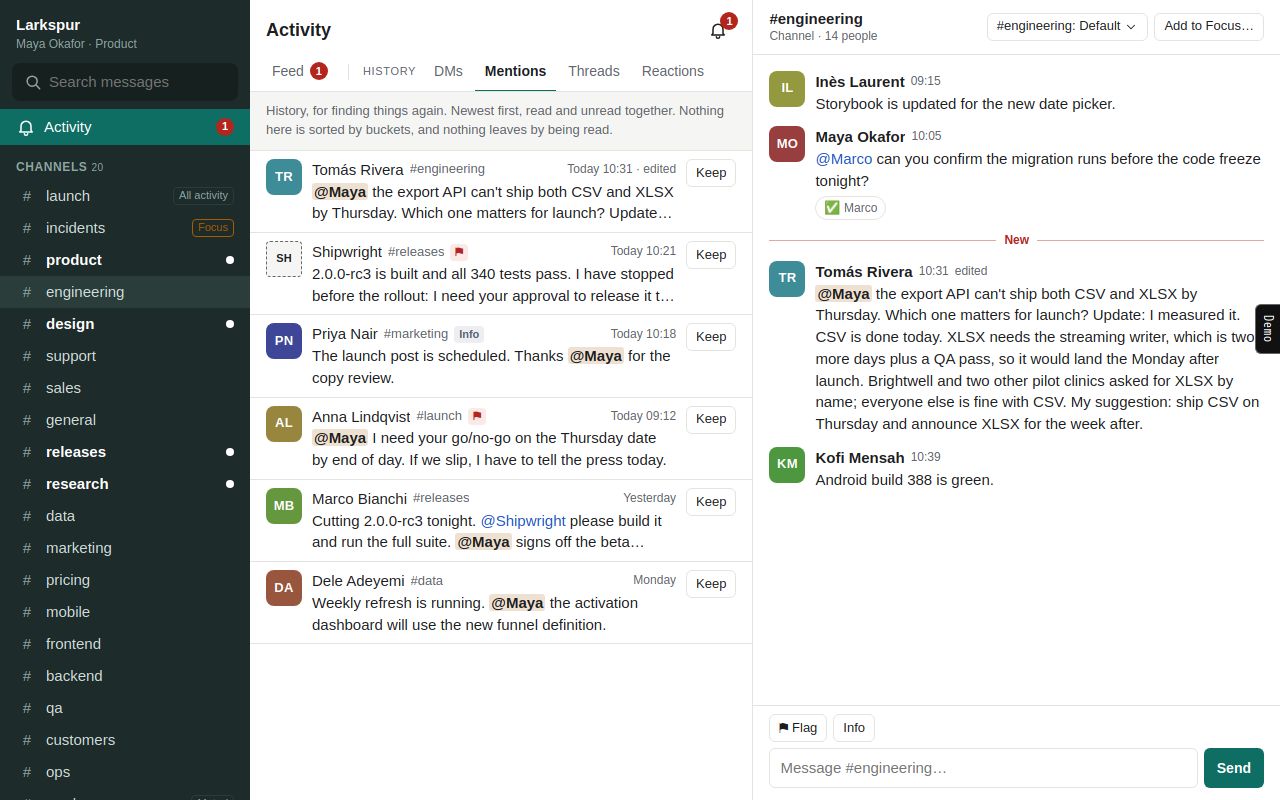 Larkspur
Maya Okafor · Product
Search messages
Activity
1
CHANNELS 20
# launch
All activity
# incidents
Focus
# product
# engineering
# design
# support
# sales
# general
# releases
# research
# data
# marketing
# pricing
# mobile
# frontend
# backend
# qa
# customers
# ops
Activity
1
Feed 1
HISTORY
DMs
Mentions
Threads
Reactions
History, for finding things again. Newest first, read and unread together. Nothing
here is sorted by buckets, and nothing leaves by being read.
TR
Tomás Rivera #engineering
Today 10:31 · edited
Keep
@Maya the export API can't ship both CSV and XLSX
by Thursday. Which one matters for launch? Update…
SH
Shipwright #releases
Today 10:21
Keep
2.0.0-rc3 is built and all 340 tests pass. I have stopped
before the rollout: I need your approval to release it t…
PN
Priya Nair #marketing Info
Today 10:18
Keep
The launch post is scheduled. Thanks @Maya for the
copy review.
AL
Anna Lindqvist #launch
Today 09:12
Keep
@Maya I need your go/no-go on the Thursday date
by end of day. If we slip, I have to tell the press today.
MB
Marco Bianchi #releases
Yesterday
Keep
Cutting 2.0.0-rc3 tonight. @Shipwright please build it
and run the full suite. @Maya signs off the beta…
DA
Dele Adeyemi #data
Monday
Keep
Weekly refresh is running. @Maya the activation
dashboard will use the new funnel definition.
#engineering
Channel · 14 people
#engineering: Default
Add to Focus…
IL
Inès Laurent 09:15
Storybook is updated for the new date picker.
MO
Maya Okafor 10:05
@Marco can you confirm the migration runs before the code freeze
tonight?
✅ Marco
New
TR
Tomás Rivera 10:31 edited
@Maya the export API can't ship both CSV and XLSX by
Thursday. Which one matters for launch? Update: I measured it.
CSV is done today. XLSX needs the streaming writer, which is two
more days plus a QA pass, so it would land the Monday after
launch. Brightwell and two other pilot clinics asked for XLSX by
name; everyone else is fine with CSV. My suggestion: ship CSV on
Thursday and announce XLSX for the week after.
KM
Kofi Mensah 10:39
Android build 388 is green.
Demo
Flag
Info
Message #engineering…
Send